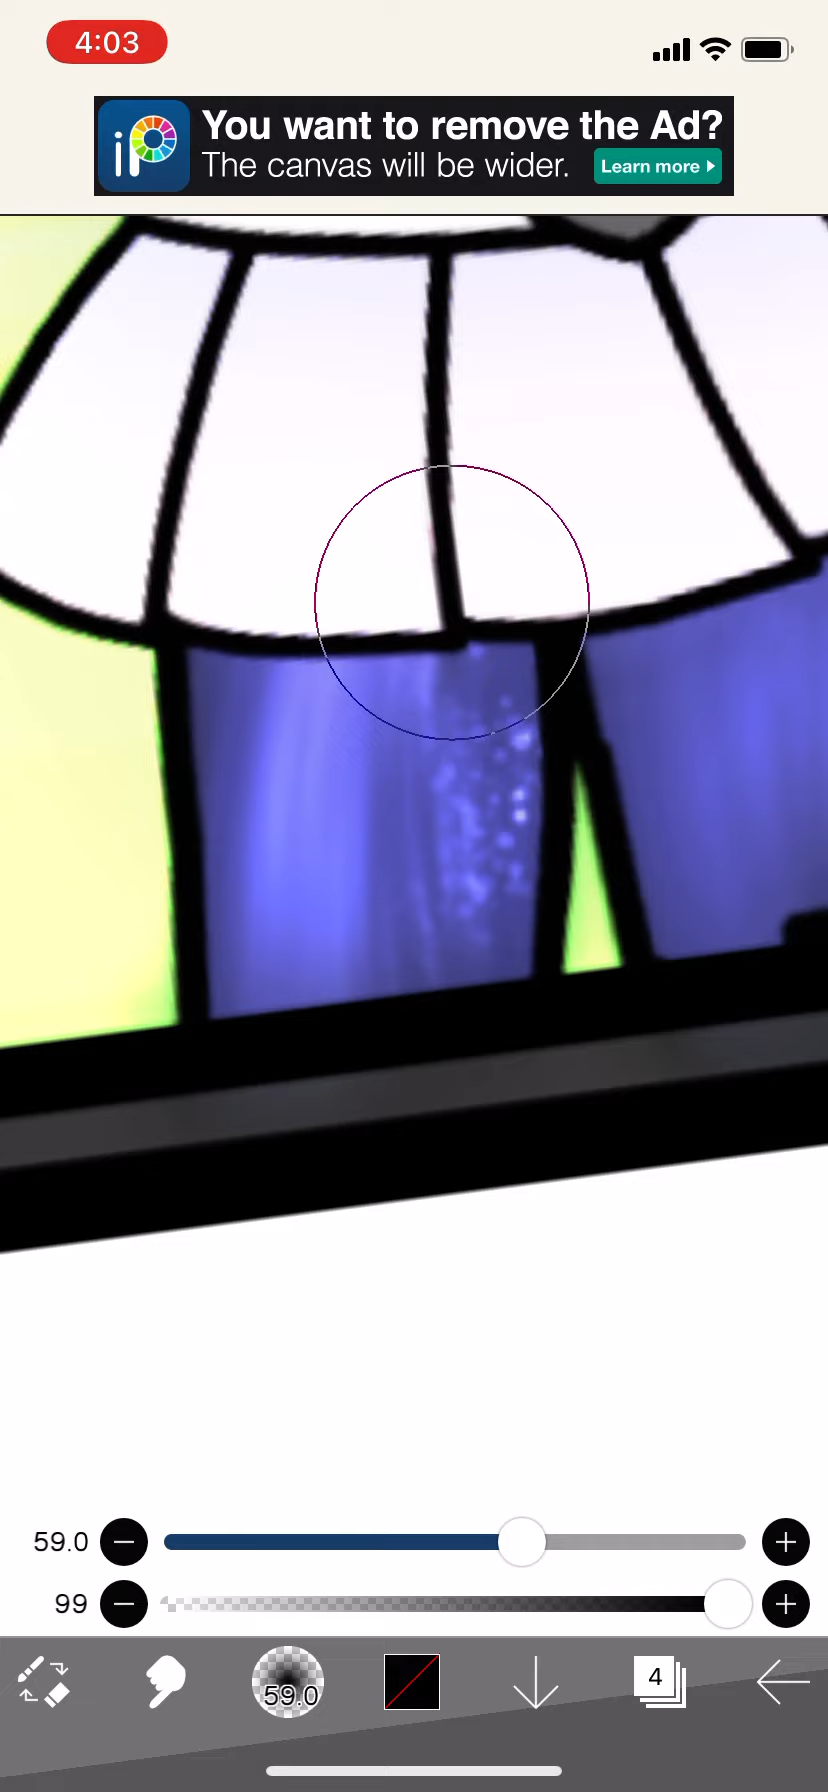 4:03
iP
You want to remove the Ad?
The canvas will be wider.
Learn more
59.0
99
59.0
4